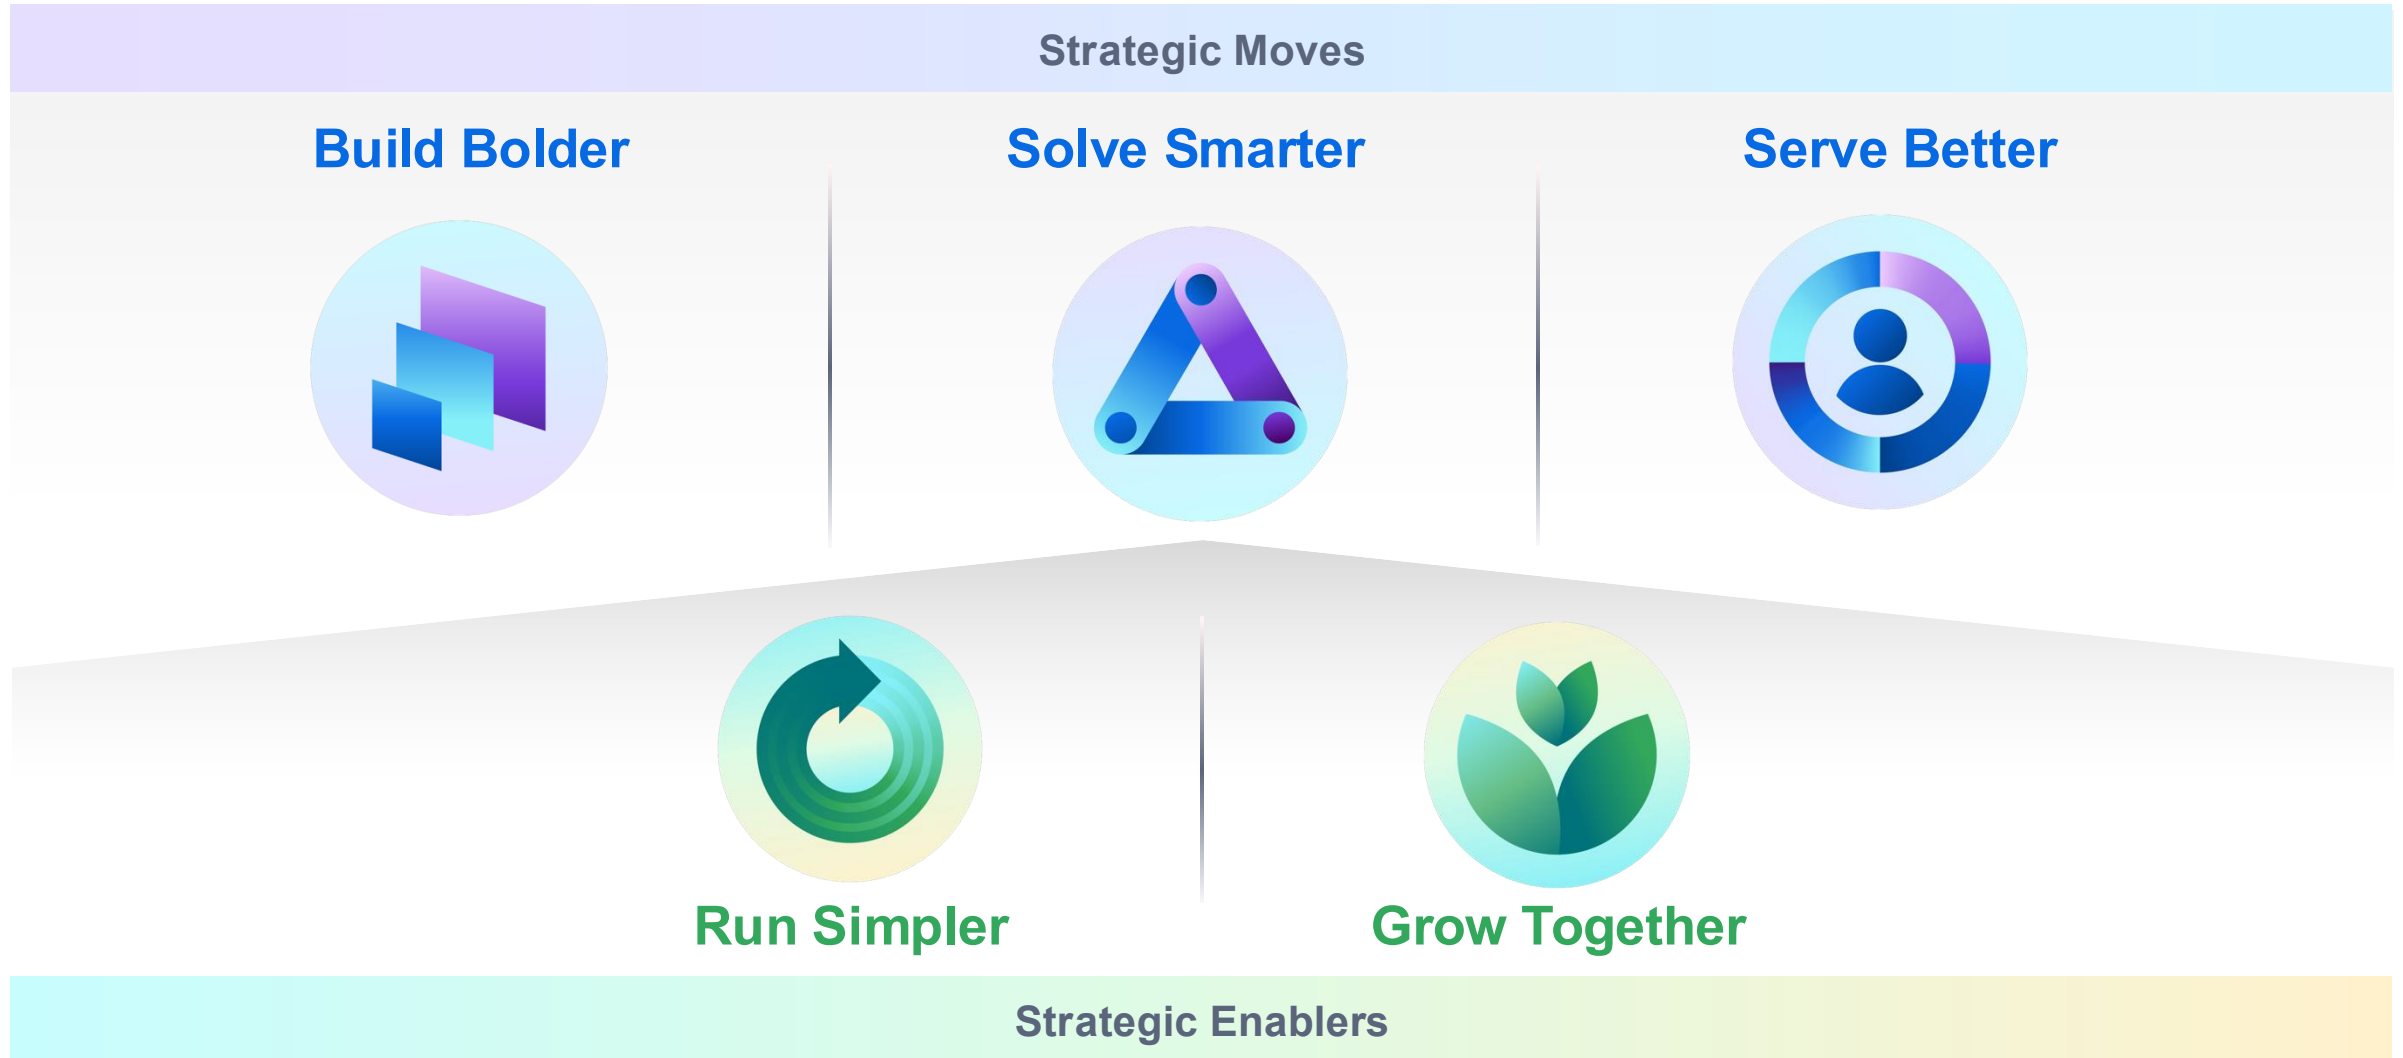 Strategic Moves
Build Bolder
Solve Smarter
Serve Better
Run Simpler
Grow Together
Strategic Enablers